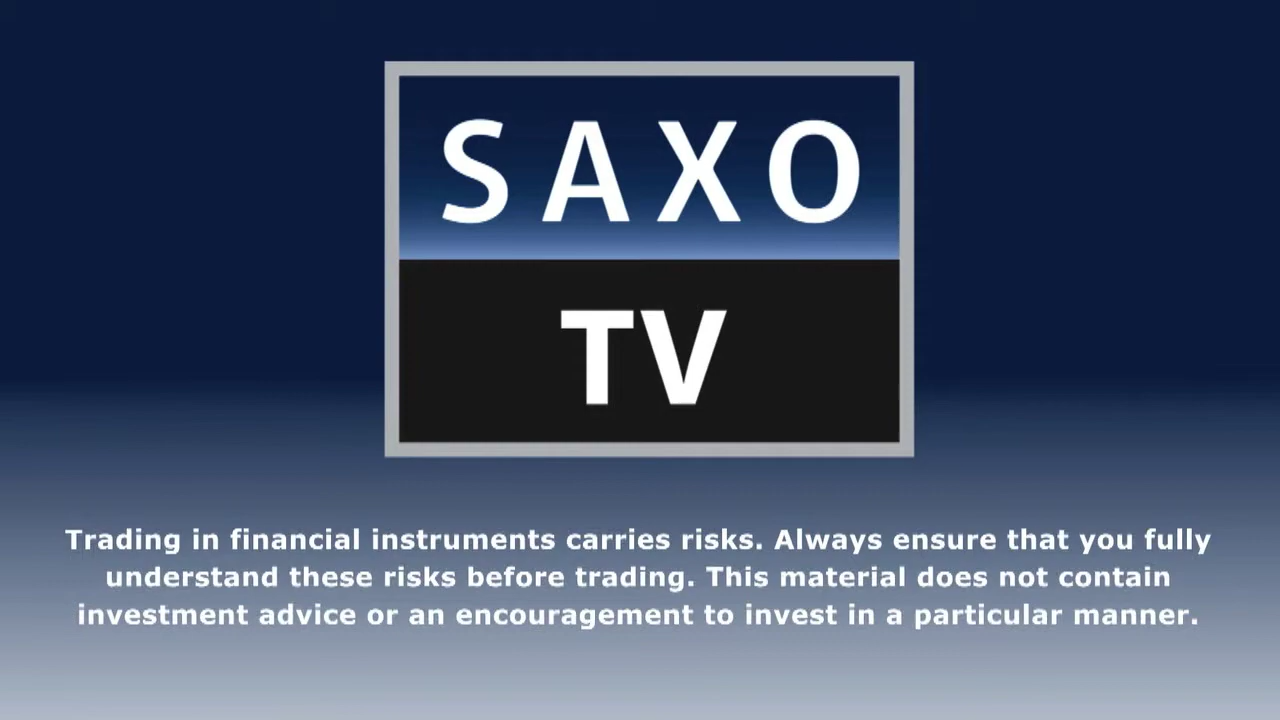 SAXO
TV
Trading in financial instruments carries risks. Always ensure that you fully
understand these risks before trading. This material does not contain
investment advice or an encouragement to invest in a particular manner.